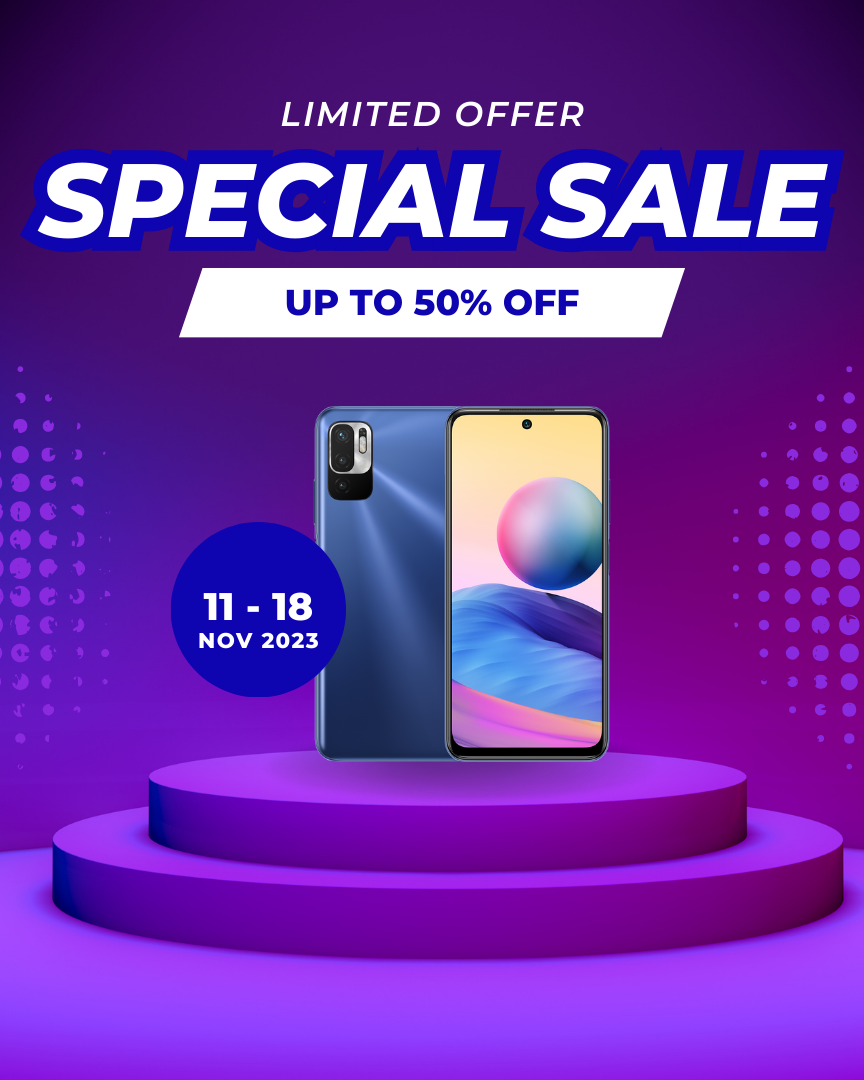 LIMITED OFFER
SPECIAL SALE
UP TO 50% OFF
11 - 18
NOV 2023